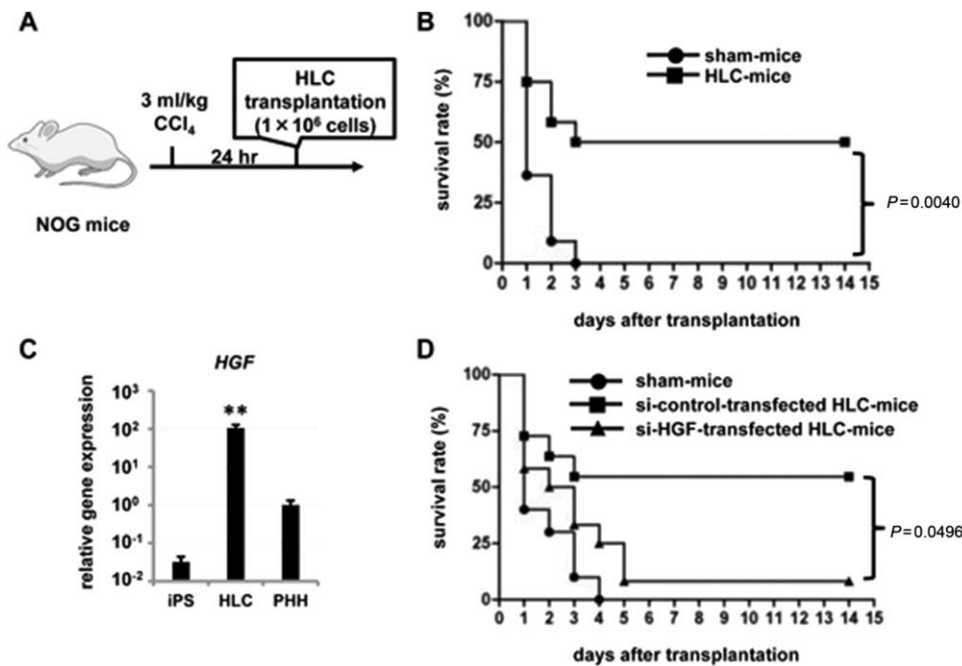 A
3 ml/kg
CCl₄
HLC
transplantation
(1 × 10⁶ cells)
24 hr
NOG mice
B
sham-mice
HLC-mice
survival rate (%)
100
75
50
25
0
0 1 2 3 4 5 6 7 8 9 10 11 12 13 14 15
days after transplantation
P=0.0040
C
HGF
relative gene expression
10³
**
10²
10¹
10⁰
10⁻¹
10⁻²
iPS HLC PHH
D
sham-mice
si-control-transfected HLC-mice
si-HGF-transfected HLC-mice
survival rate (%)
100
75
50
25
0
0 1 2 3 4 5 6 7 8 9 10 11 12 13 14 15
days after transplantation
P=0.0496